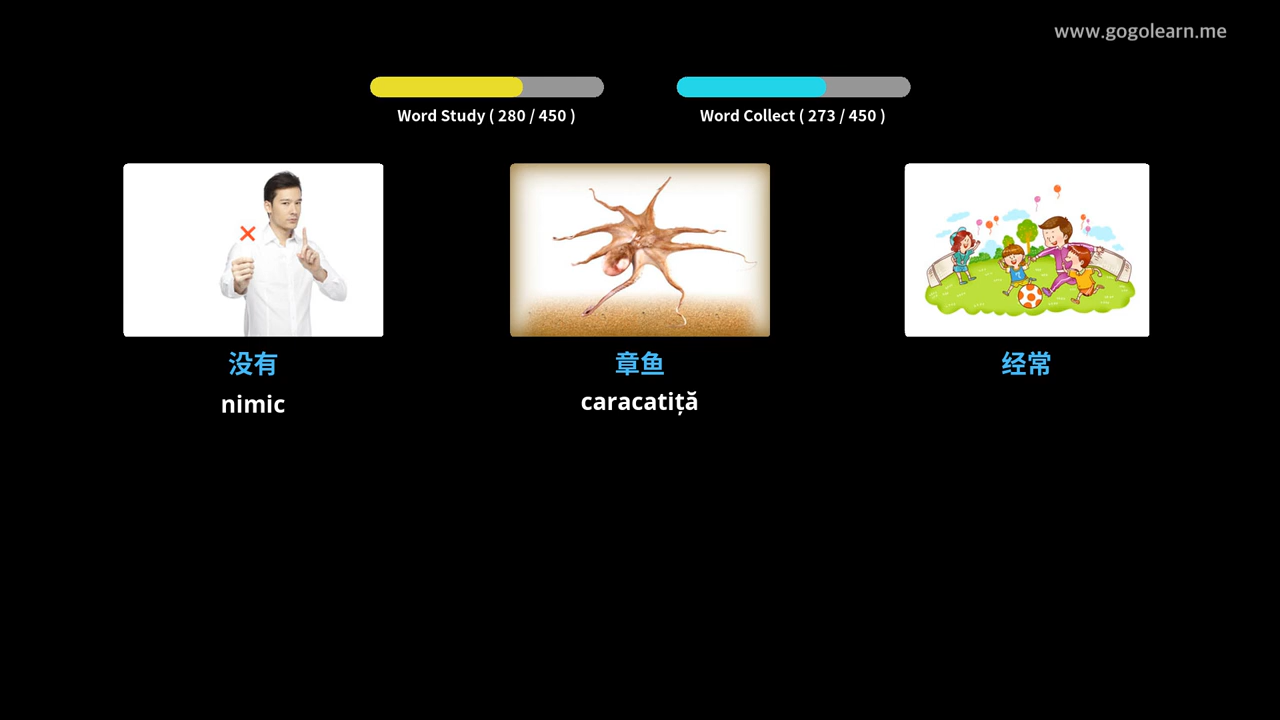 www.gogolearn.me
Word Study ( 280 / 450 )
Word Collect ( 273 / 450 )
没有
章鱼
经常
nimic
caracatiță